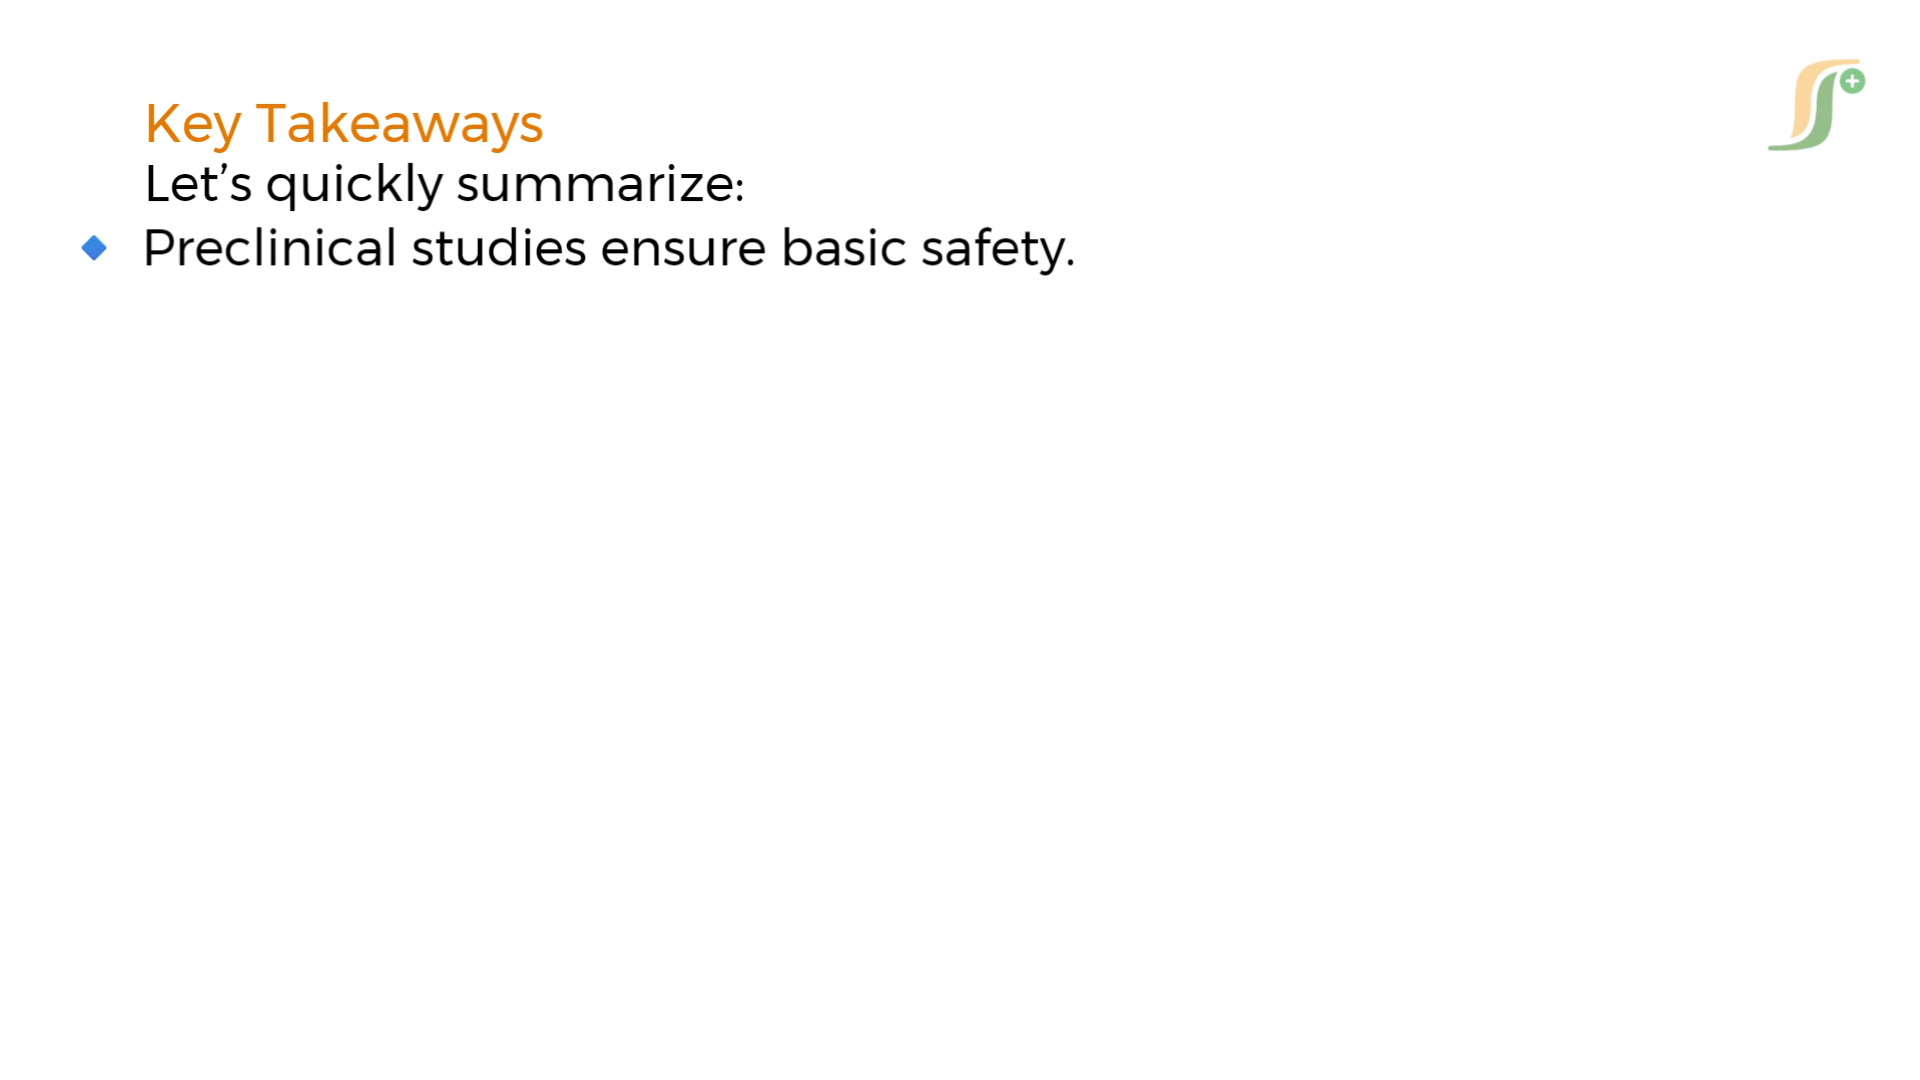 Key Takeaways
Let’s quickly summarize:
Preclinical studies ensure basic safety.